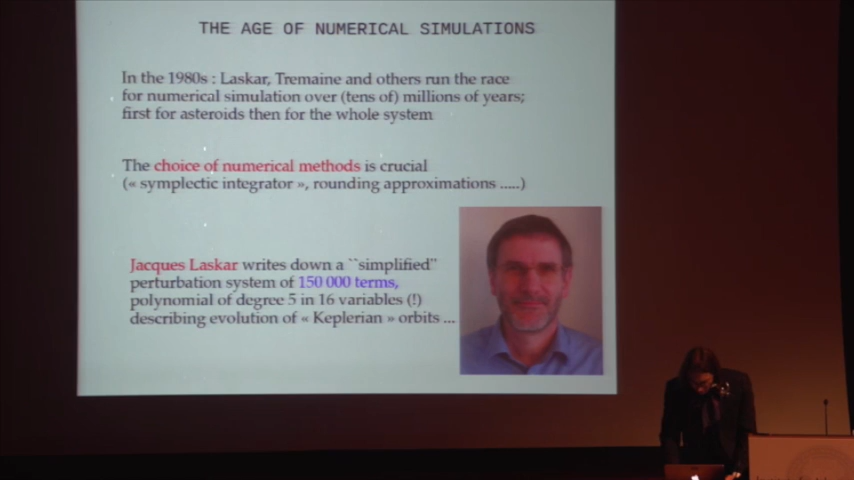 THE AGE OF NUMERICAL SIMULATIONS
In the 1980s : Laskar, Tremaine and others run the race
for numerical simulation over (tens of) millions of years;
first for asteroids then for the whole system
The choice of numerical methods is crucial
(« symplectic integrator », rounding approximations .....)
Jacques Laskar writes down a ``simplified''
perturbation system of 150 000 terms,
polynomial of degree 5 in 16 variables (!)
describing evolution of « Keplerian » orbits ...